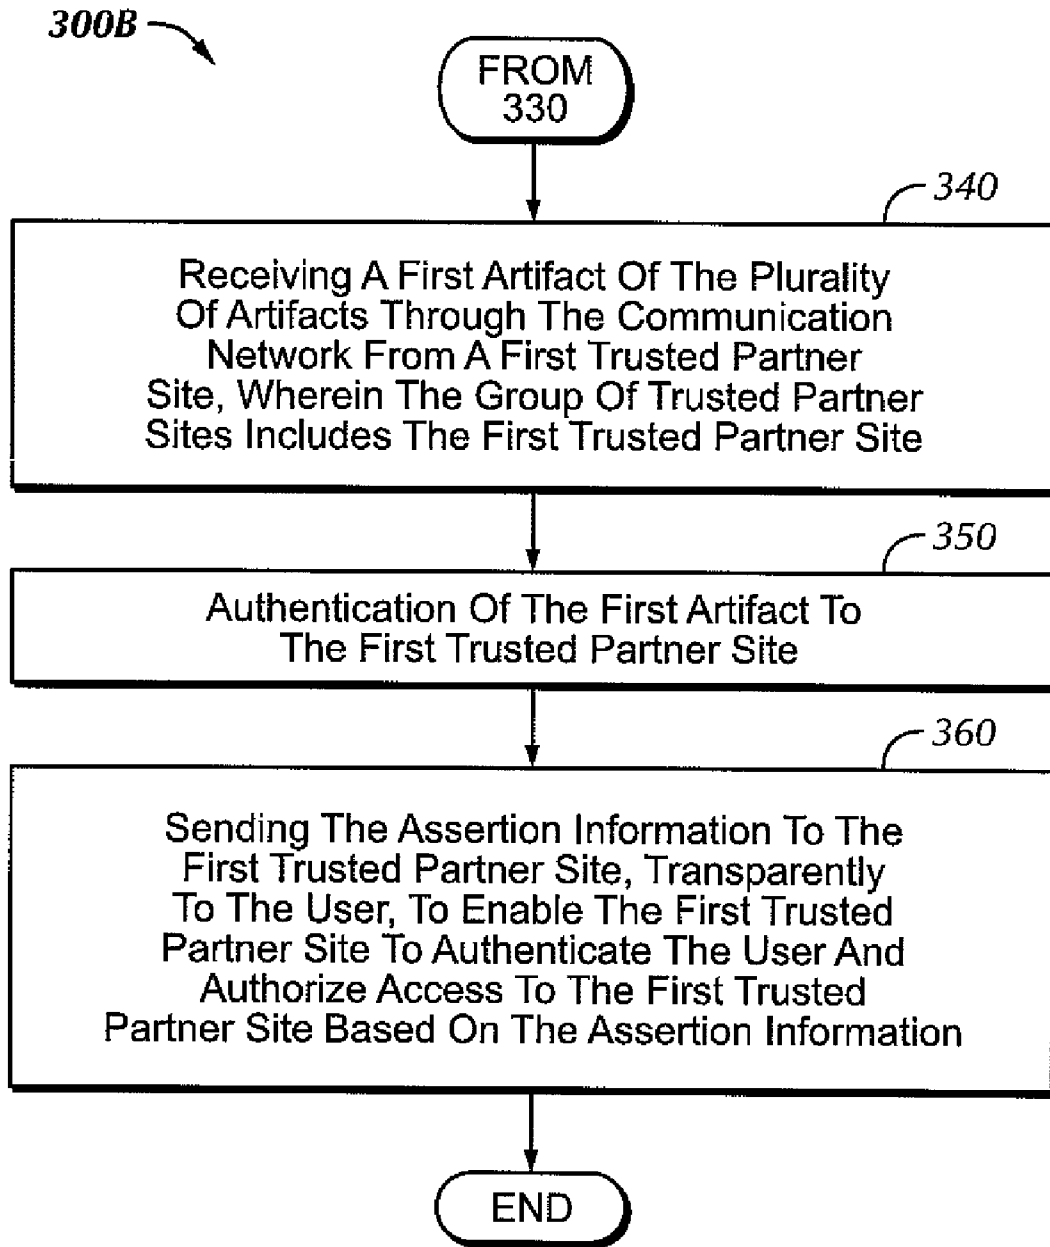 300B
FROM
330
340
Receiving A First Artifact Of The Plurality
Of Artifacts Through The Communication
Network From A First Trusted Partner
Site, Wherein The Group Of Trusted Partner
Sites Includes The First Trusted Partner Site
350
Authentication Of The First Artifact To
The First Trusted Partner Site
360
Sending The Assertion Information To The
First Trusted Partner Site, Transparently
To The User, To Enable The First Trusted
Partner Site To Authenticate The User And
Authorize Access To The First Trusted
Partner Site Based On The Assertion Information
END